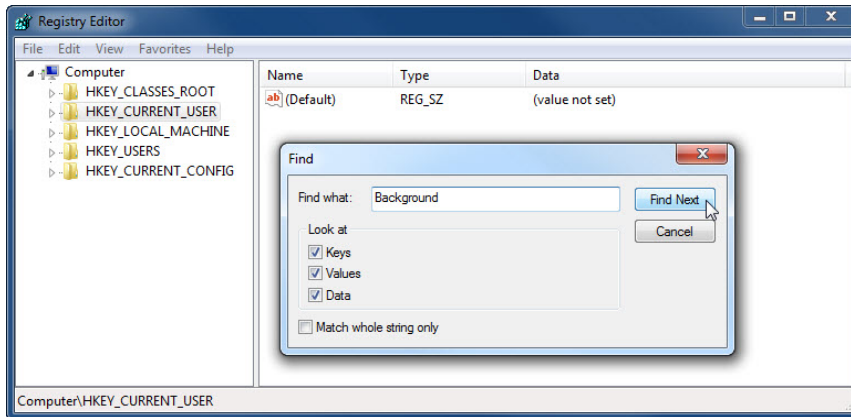 Registry Editor
File Edit View Favorites Help
Computer
HKEY_CLASSES_ROOT
HKEY_CURRENT_USER
HKEY_LOCAL_MACHINE
HKEY_USERS
HKEY_CURRENT_CONFIG
Name Type Data
ab (Default) REG_SZ (value not set)
Find
Find what: Background Find Next
Look at Cancel
Keys
Values
Data
Match whole string only
Computer\HKEY_CURRENT_USER